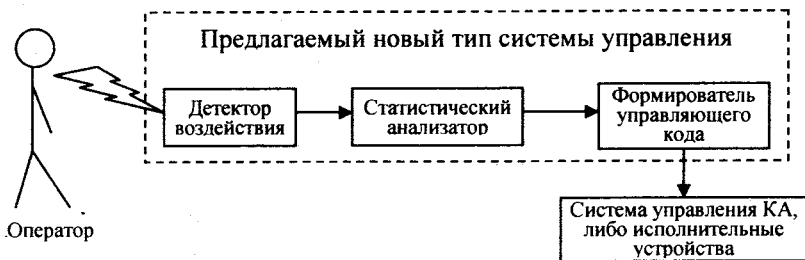 Предлагаемый новый тип системы управления
Детектор
воздействия
Статистический
анализатор
Формирователь
управляющего
кода
.Оператор
Система управления КА,
либо исполнительные
устройства